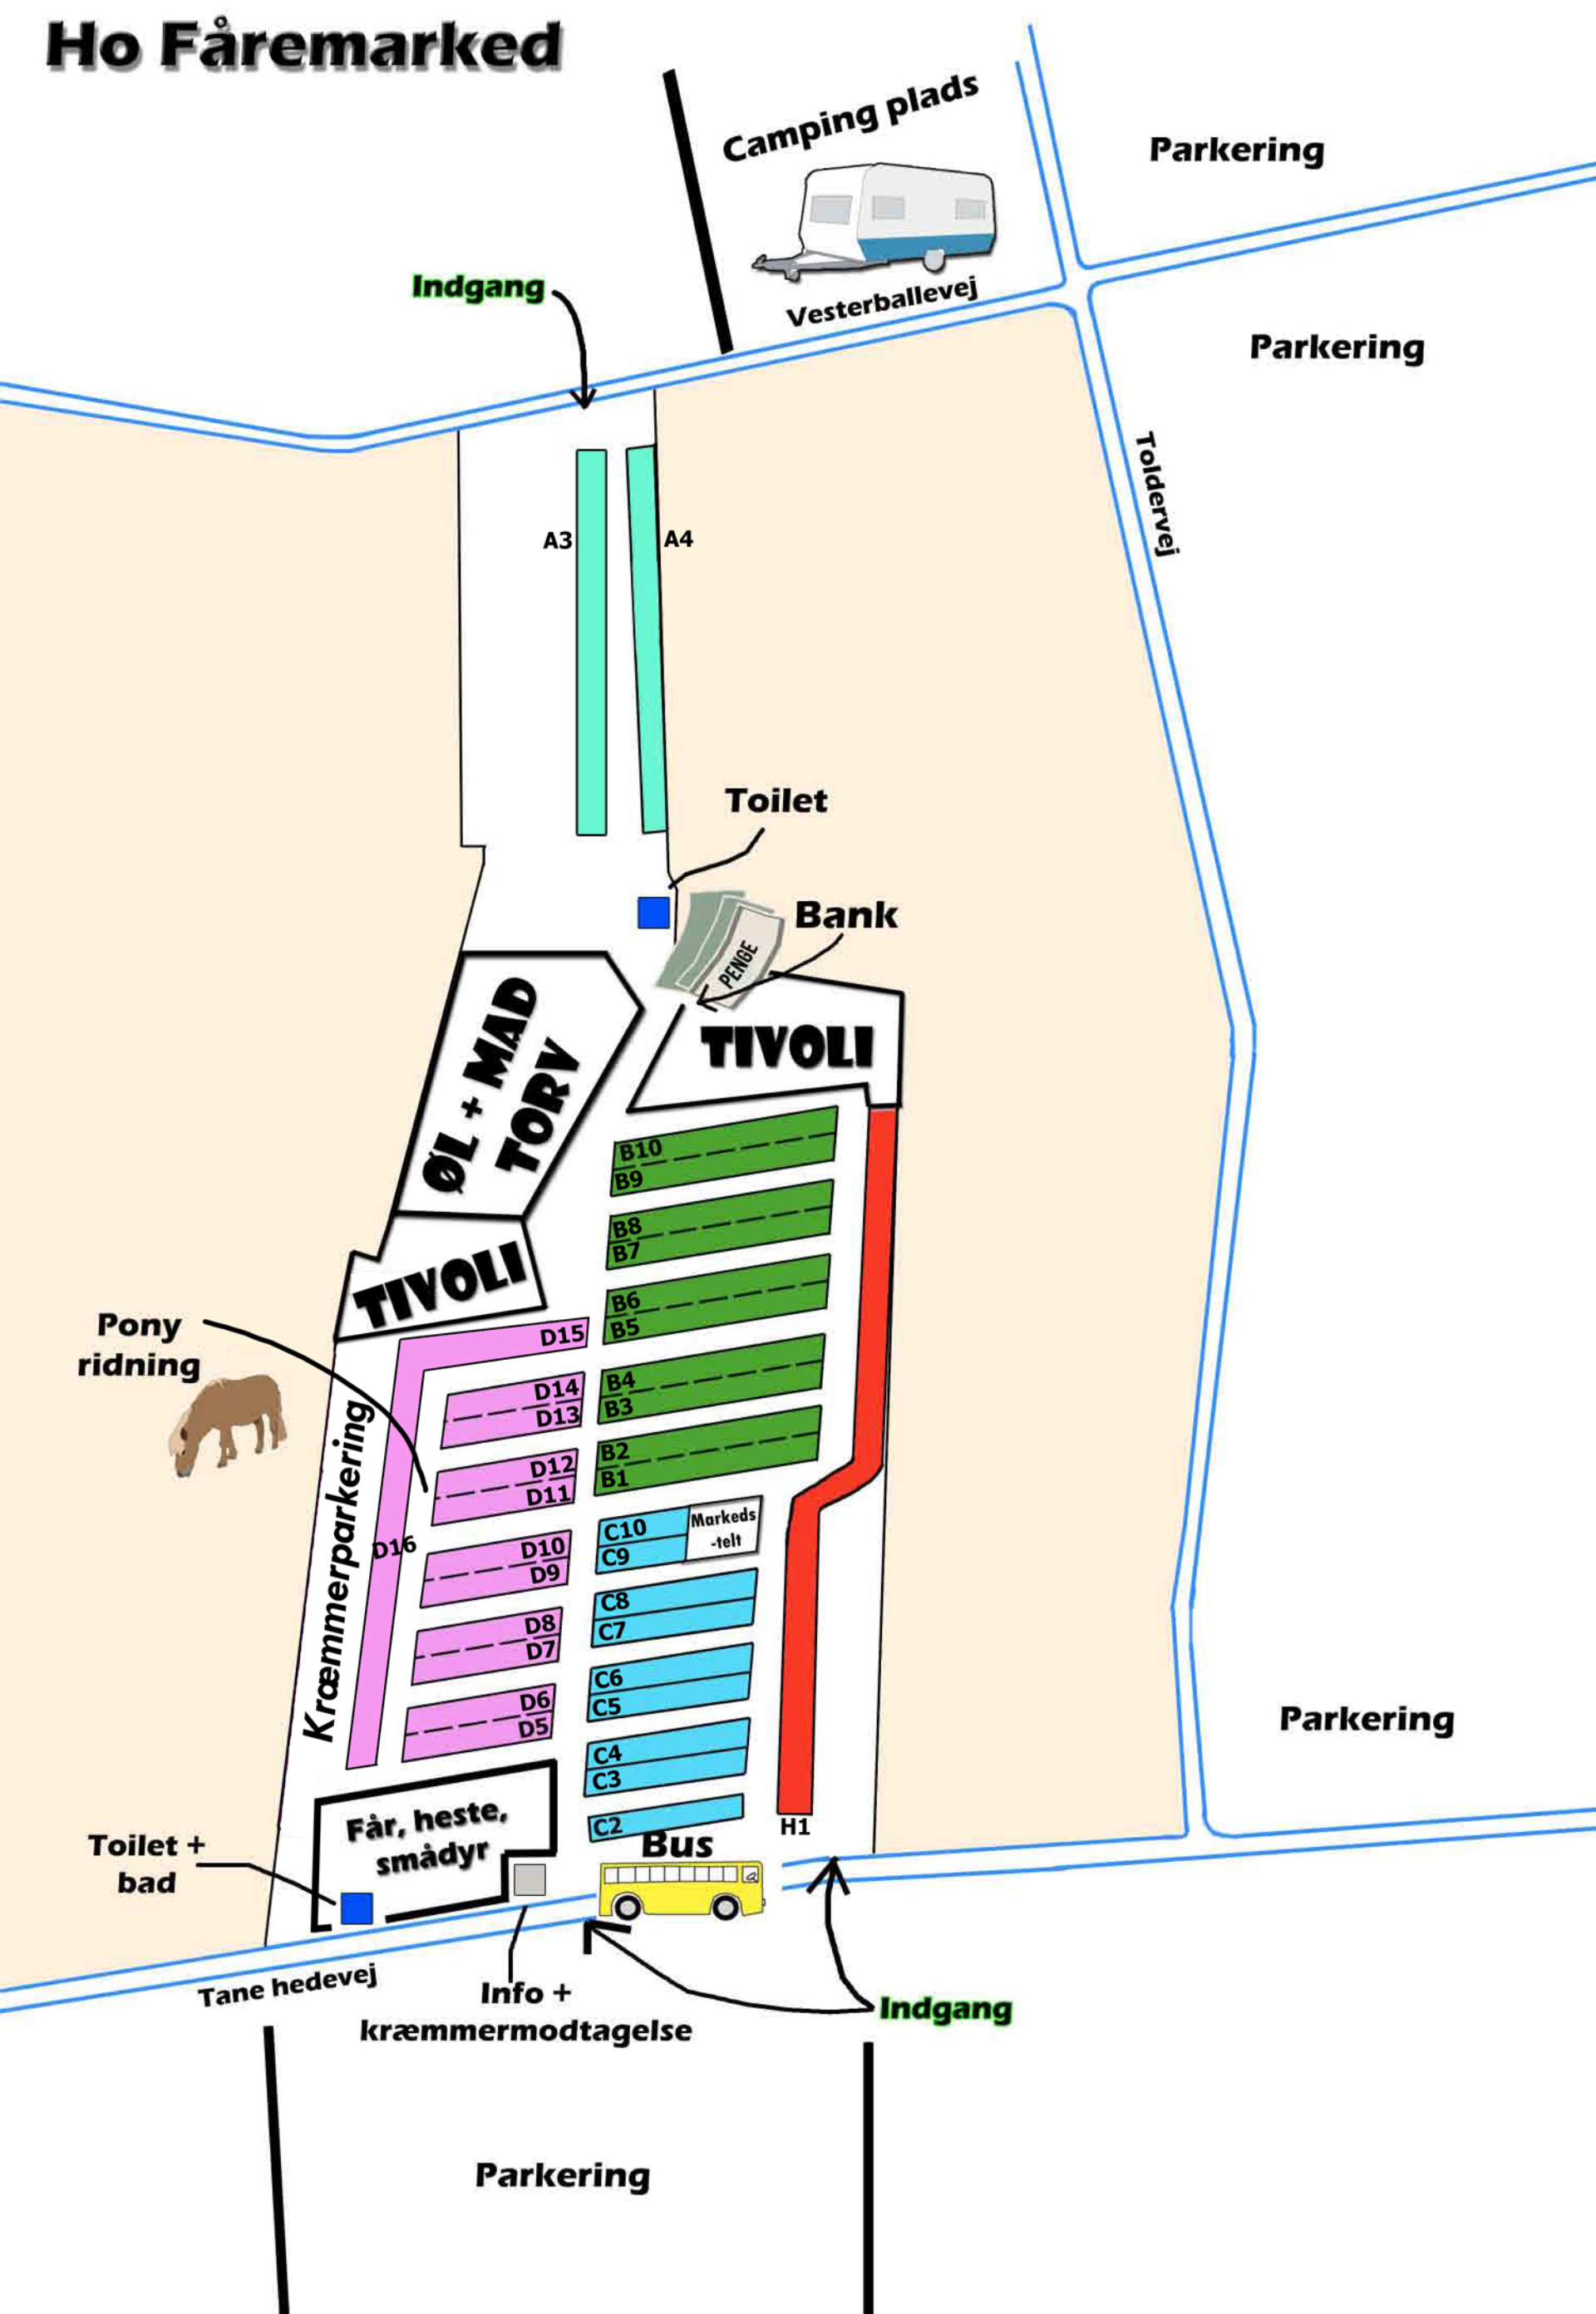 Ho Fåremarked
Camping plads
Parkering
Indgang
Vesterballevej
Parkering
Toldervej
A3
A4
Toilet
Bank
PENGE
ØL + MAD
TORV
TIVOLI
B10
B9
B8
B7
TIVOLI
B6
B5
Pony
ridning
D15
D14
D13
B4
B3
B2
B1
D12
D11
Kræmmerparkering
D16
C10
C9
Markeds
-telt
D10
D9
C8
C7
D8
D7
C6
C5
D6
D5
Parkering
C4
C3
Får, heste,
smådyr
C2
H1
Bus
Toilet +
bad
Tane hedevej
Info +
kræmmermodtagelse
Indgang
Parkering